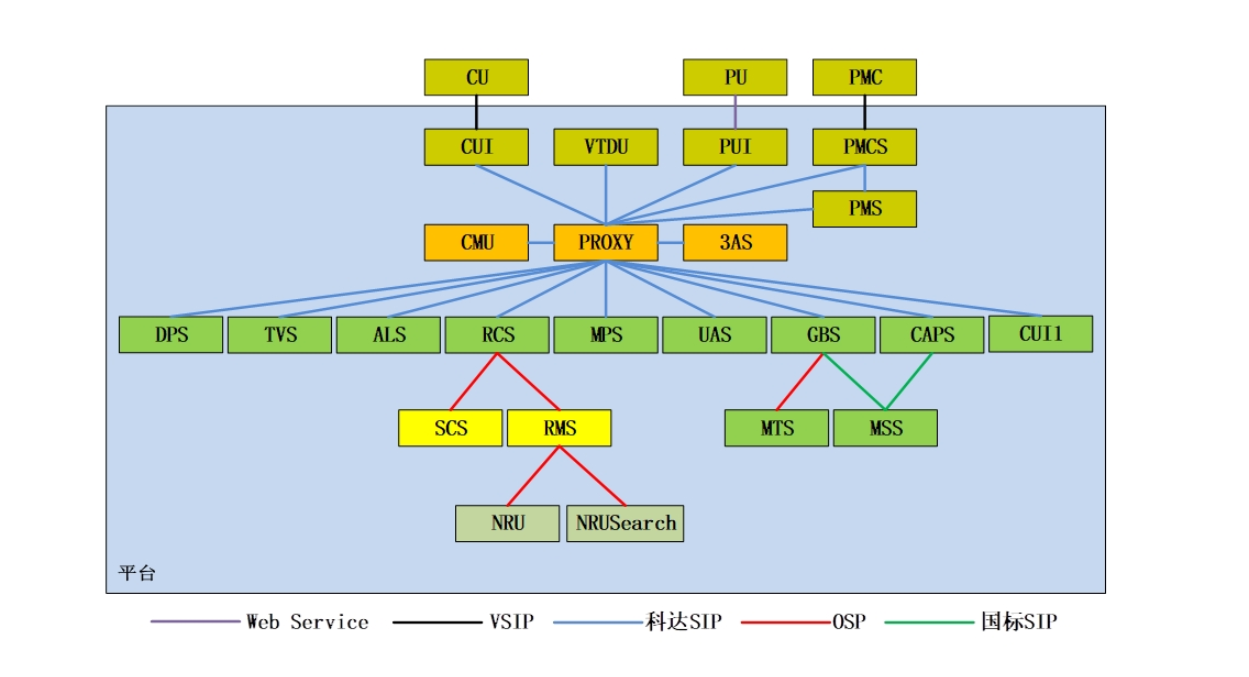 CU PU PMC
CUI VTDU PUI PMCS
PMS
CMU PROXY 3AS
DPS TVS ALS RCS MPS UAS GBS CAPS CUI1
SCS RMS MTS MSS
NRU NRUSearch
平台
Web Service VSIP 科达SIP OSP 国标SIP